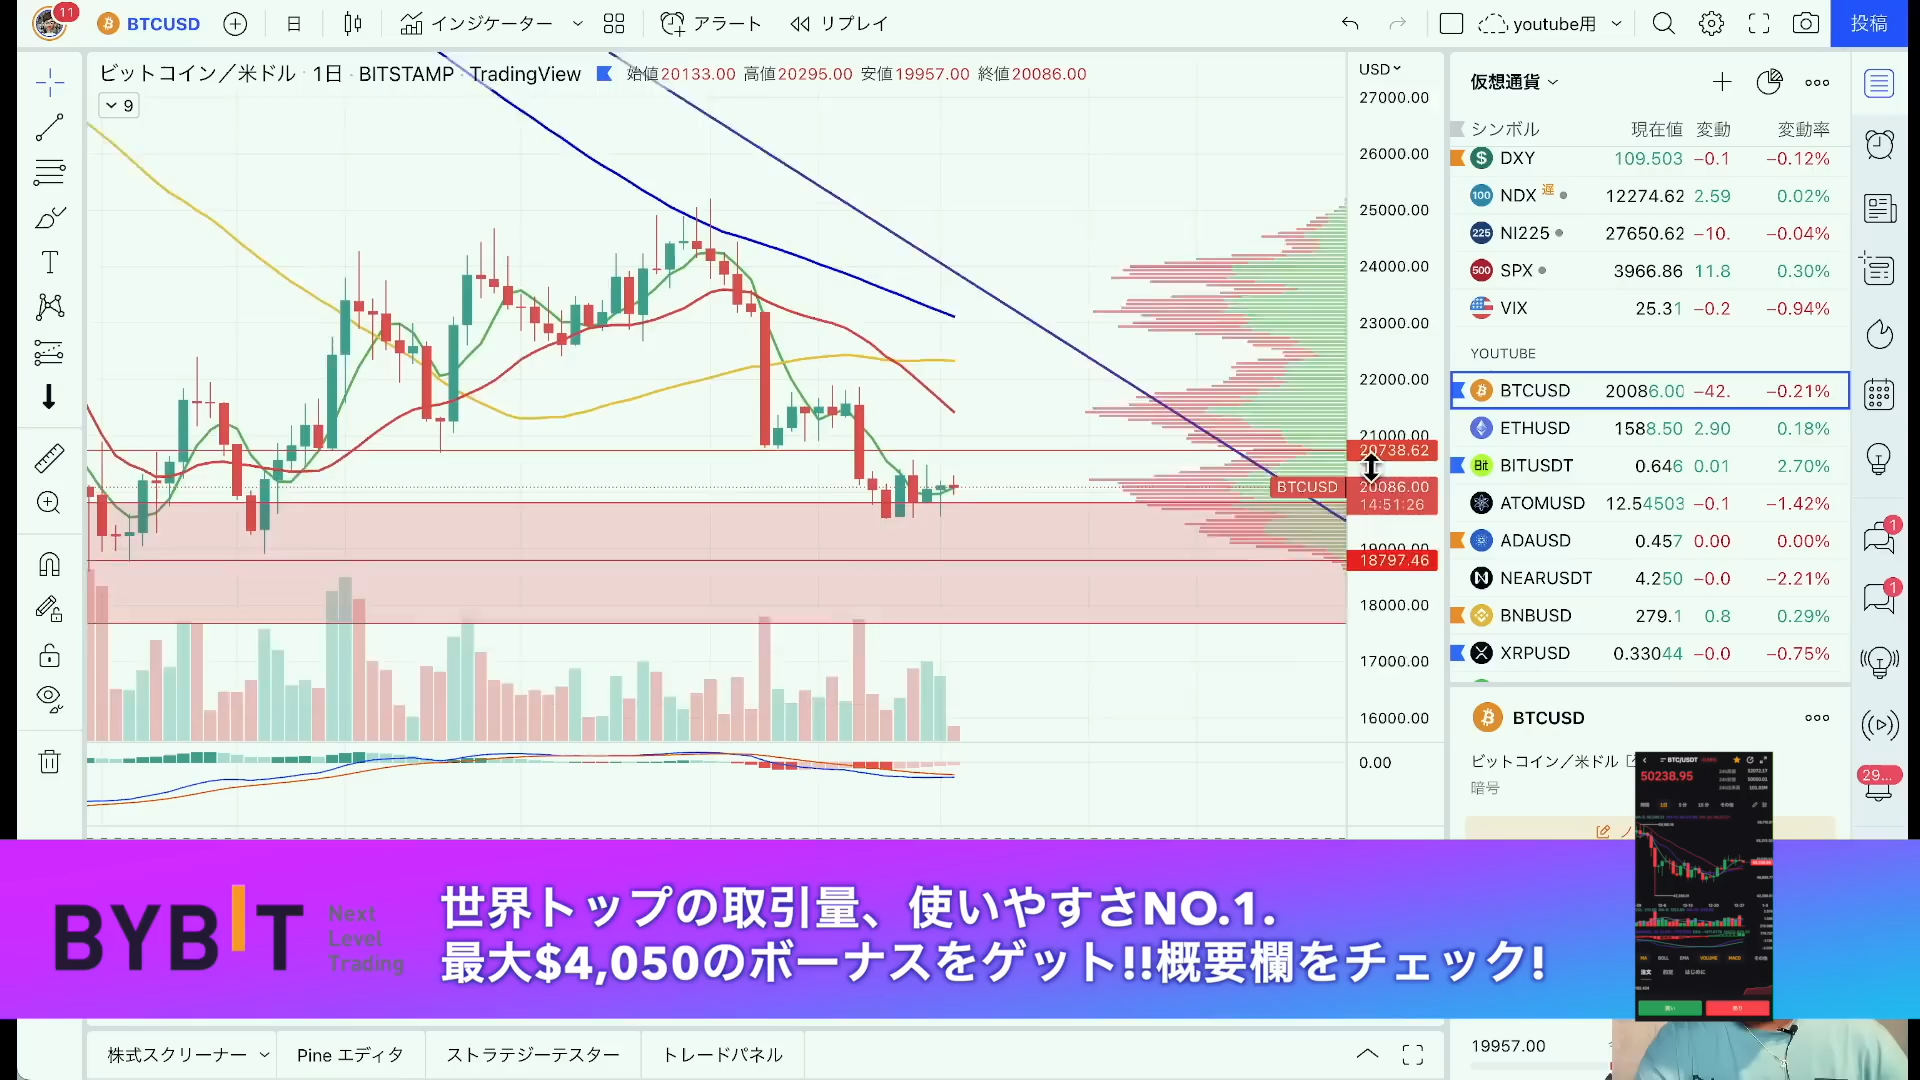 11
BTCUSD
日
インジケーター
アラート
リプレイ
youtube用
投稿
ビットコイン／米ドル · 1日 · BITSTAMP · TradingView
始値20133.00 高値20295.00 安値19957.00 終値20086.00
9
USD
27000.00
26000.00
25000.00
24000.00
23000.00
22000.00
21000.00
20738.62
BTCUSD
20086.00
14:51:26
19000.00
18797.46
18000.00
17000.00
16000.00
0.00
仮想通貨
シンボル 現在値 変動 変動率
DXY 109.503 −0.1 −0.12%
NDX 遅 12274.62 2.59 0.02%
NI225 27650.62 −10. −0.04%
SPX 3966.86 11.8 0.30%
VIX 25.31 −0.2 −0.94%
YOUTUBE
BTCUSD 20086.00 −42. −0.21%
ETHUSD 1588.50 2.90 0.18%
BITUSDT 0.646 0.01 2.70%
ATOMUSD 12.54503 −0.1 −1.42%
ADAUSD 0.457 0.00 0.00%
NEARUSDT 4.250 −0.0 −2.21%
BNBUSD 279.1 0.8 0.29%
XRPUSD 0.33044 −0.0 −0.75%
BTCUSD
ビットコイン／米ドル
暗号
1
1
29...
BTC/USDT
50238.95
BYBIT
Next
Level
Trading
世界トップの取引量、使いやすさNO.1.
最大$4,050のボーナスをゲット!!概要欄をチェック!
株式スクリーナー
Pine エディタ
ストラテジーテスター
トレードパネル
19957.00